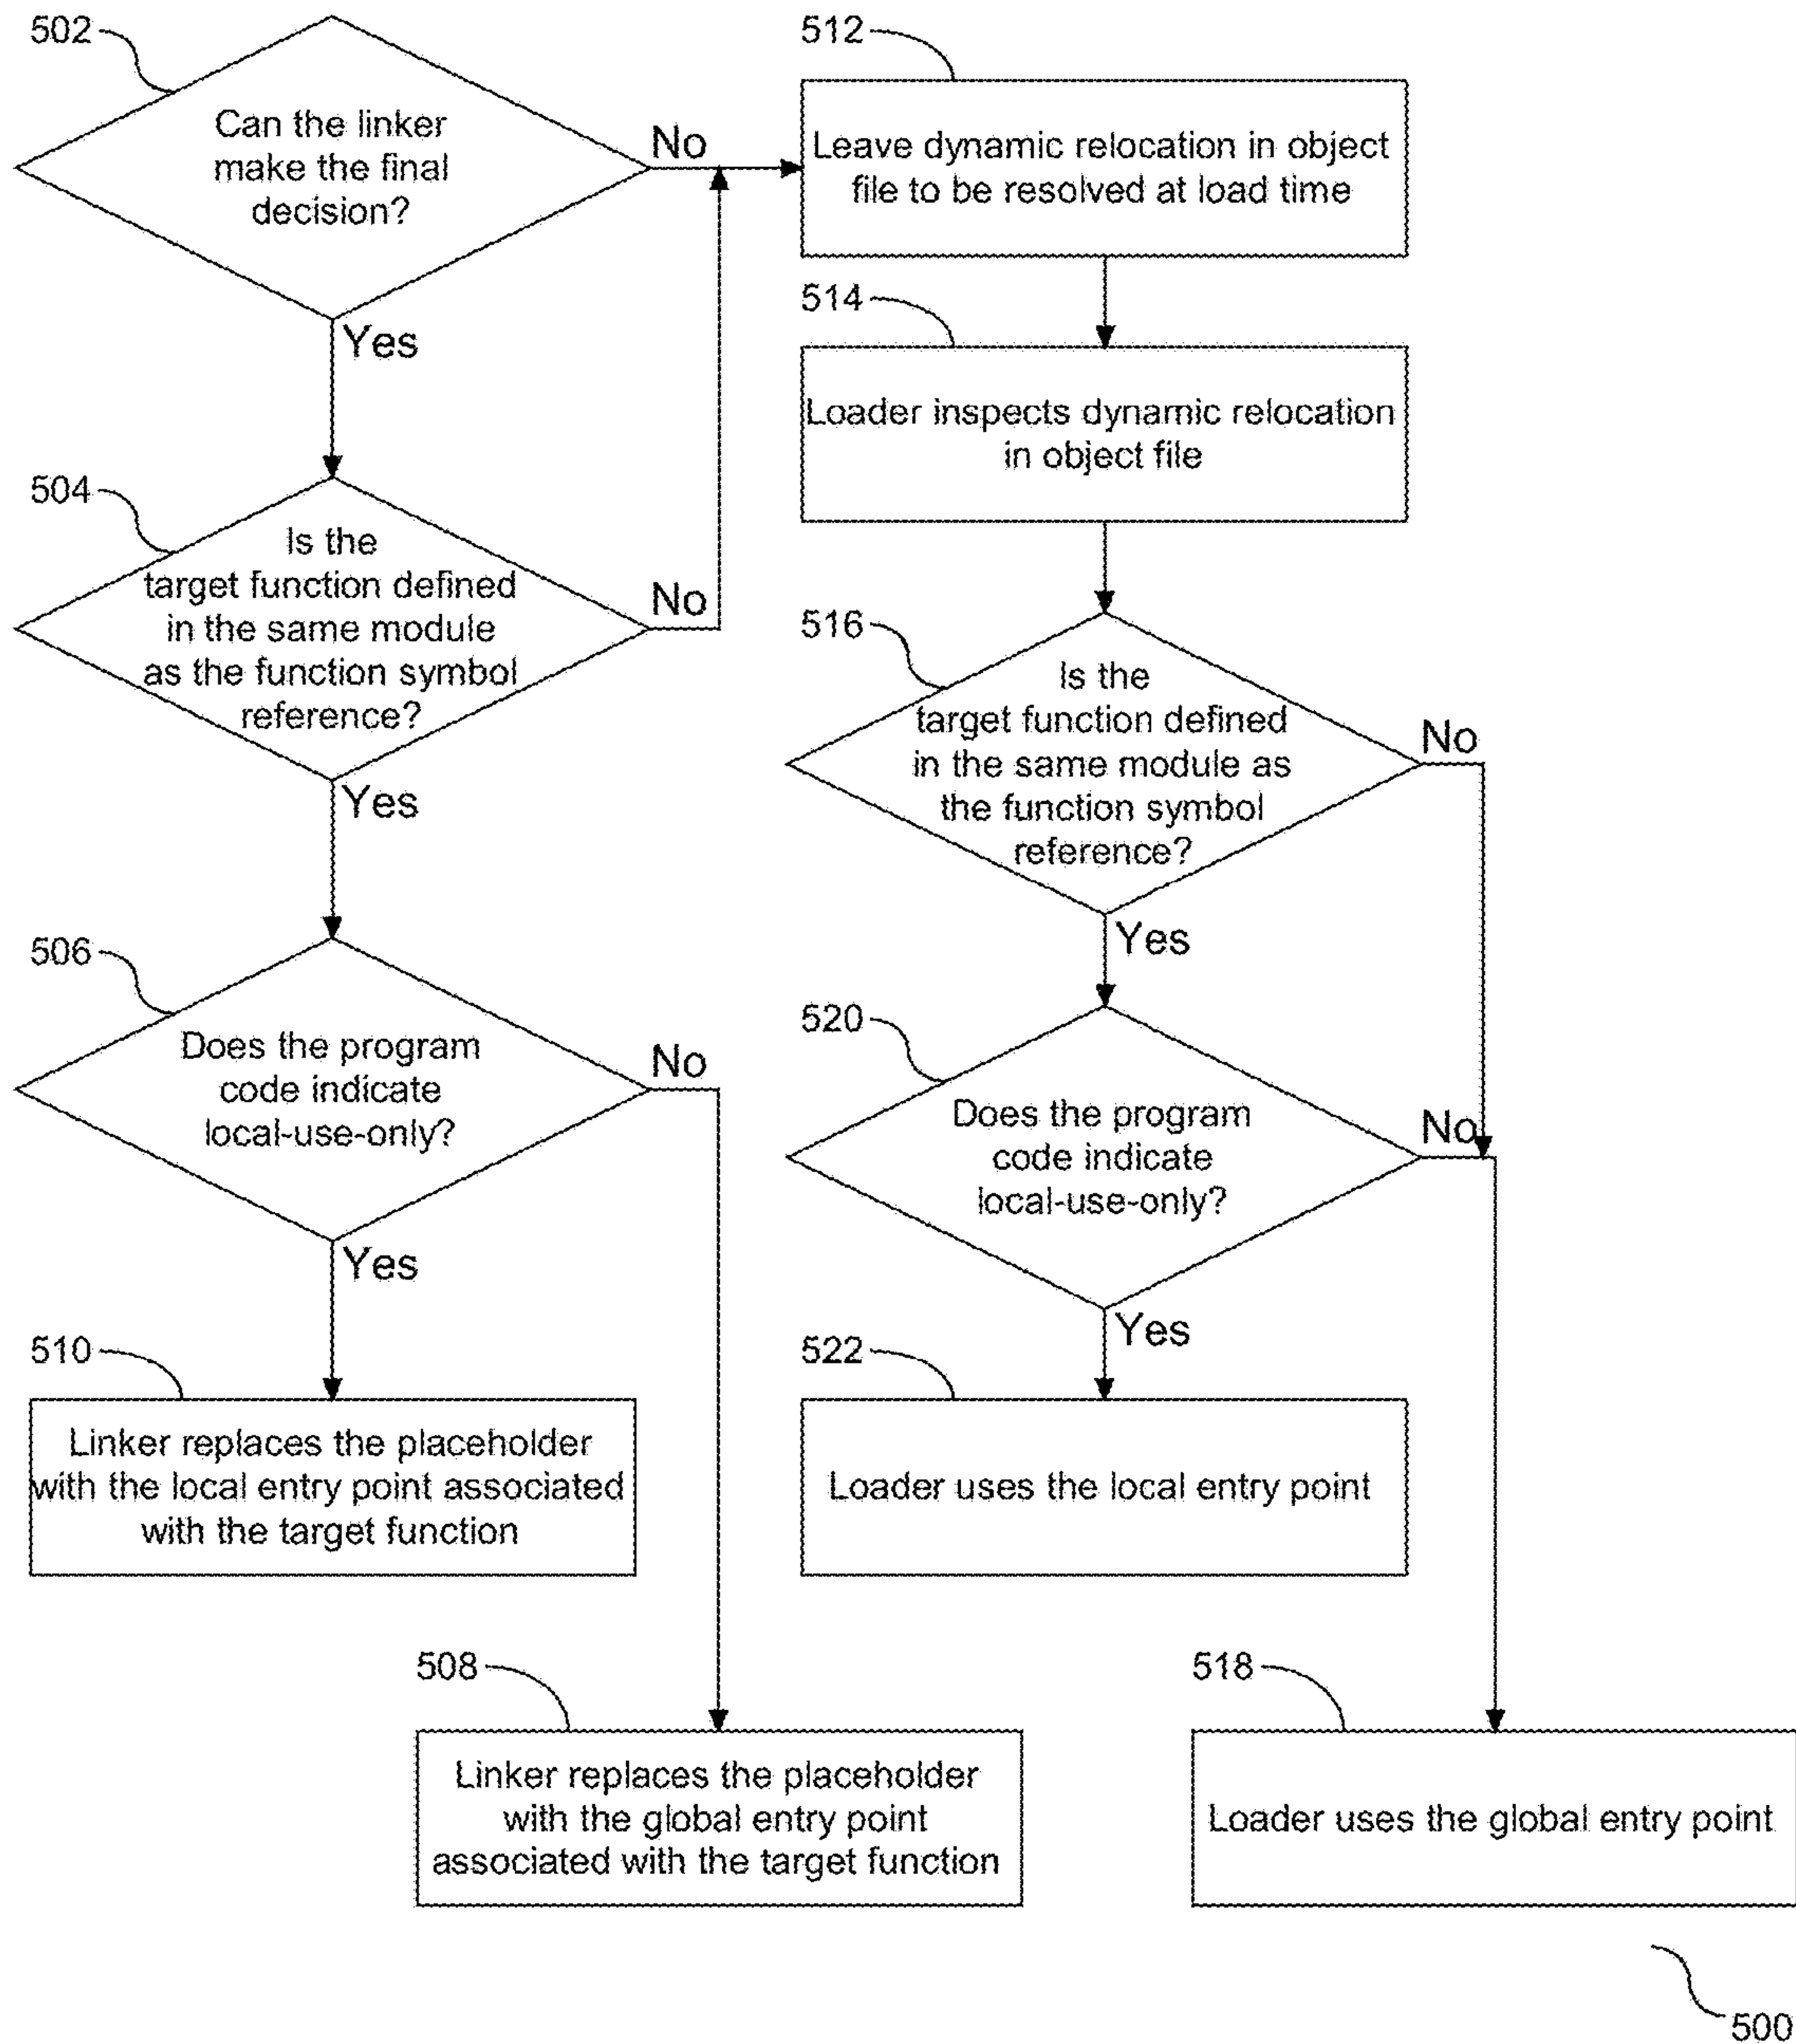 502
Can the linker
make the final
decision?
No
Yes
504
Is the
target function defined
in the same module
as the function symbol
reference?
No
Yes
506
Does the program
code indicate
local-use-only?
No
Yes
510
Linker replaces the placeholder
with the local entry point associated
with the target function
508
Linker replaces the placeholder
with the global entry point
associated with the target function
512
Leave dynamic relocation in object
file to be resolved at load time
514
Loader inspects dynamic relocation
in object file
516
Is the
target function defined
in the same module as
the function symbol
reference?
No
Yes
520
Does the program
code indicate
local-use-only?
No
Yes
522
Loader uses the local entry point
518
Loader uses the global entry point
500